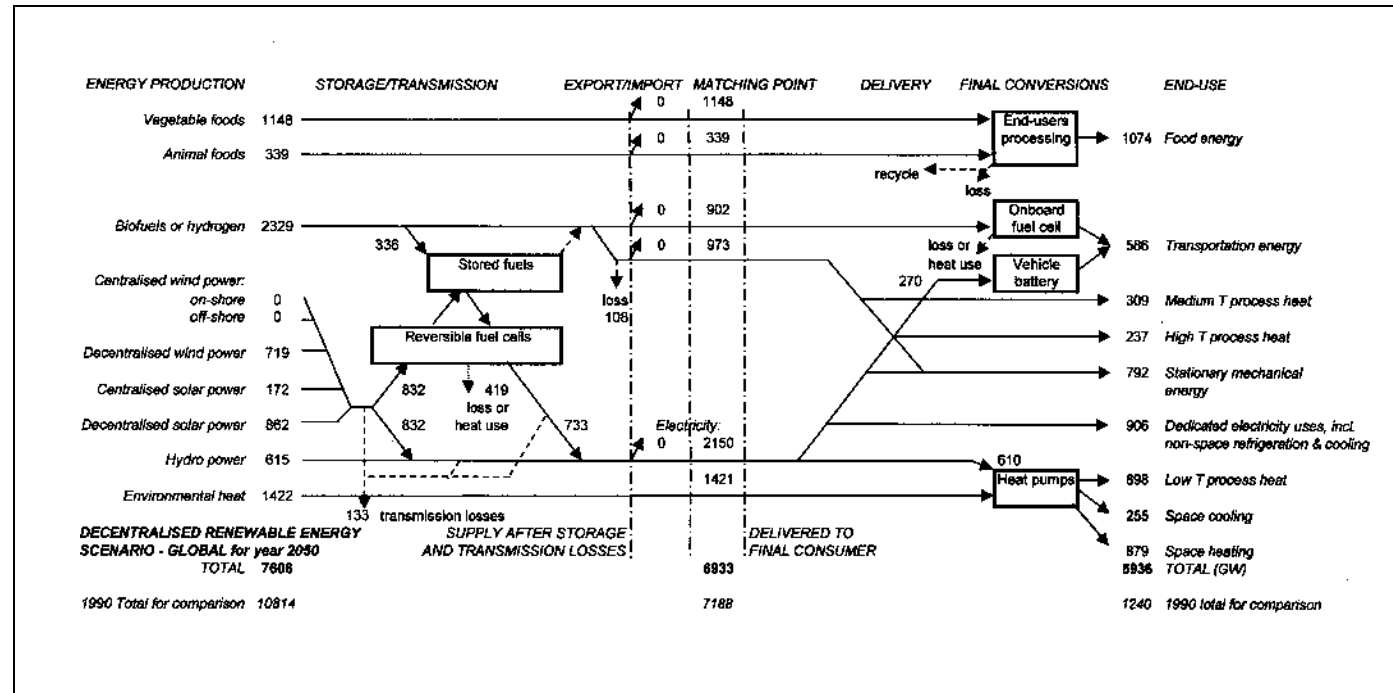 ENERGY PRODUCTION STORAGE/TRANSMISSION EXPORT/IMPORT MATCHING POINT DELIVERY FINAL CONVERSIONS END-USE
0 1148
Vegetable foods 1148 End-users
processing 1074 Food energy
0 339
Animal foods 339
recycle
loss
0 902 Onboard
fuel cell
Biofuels or hydrogen 2329
336 0 973 586 Transportation energy
loss or
heat use
Stored fuels Vehicle
battery
270
Centralised wind power:
on-shore 0 loss
108 309 Medium T process heat
off-shore 0
Reversible fuel cells 237 High T process heat
Decentralised wind power 719
792 Stationary mechanical
energy
Centralised solar power 172 832 419
loss or
heat use
Decentralised solar power 862 832 733 Electricity: 906 Dedicated electricity uses, incl.
non-space refrigeration & cooling
0 2150
Hydro power 615 610
1421 Heat pumps 698 Low T process heat
Environmental heat 1422
133 transmission losses 255 Space cooling
DECENTRALISED RENEWABLE ENERGY SUPPLY AFTER STORAGE DELIVERED TO
SCENARIO - GLOBAL for year 2050 AND TRANSMISSION LOSSES FINAL CONSUMER 879 Space heating
TOTAL 7606 6933 5936 TOTAL (GW)
1990 Total for comparison 10814 7188 1240 1990 total for comparison